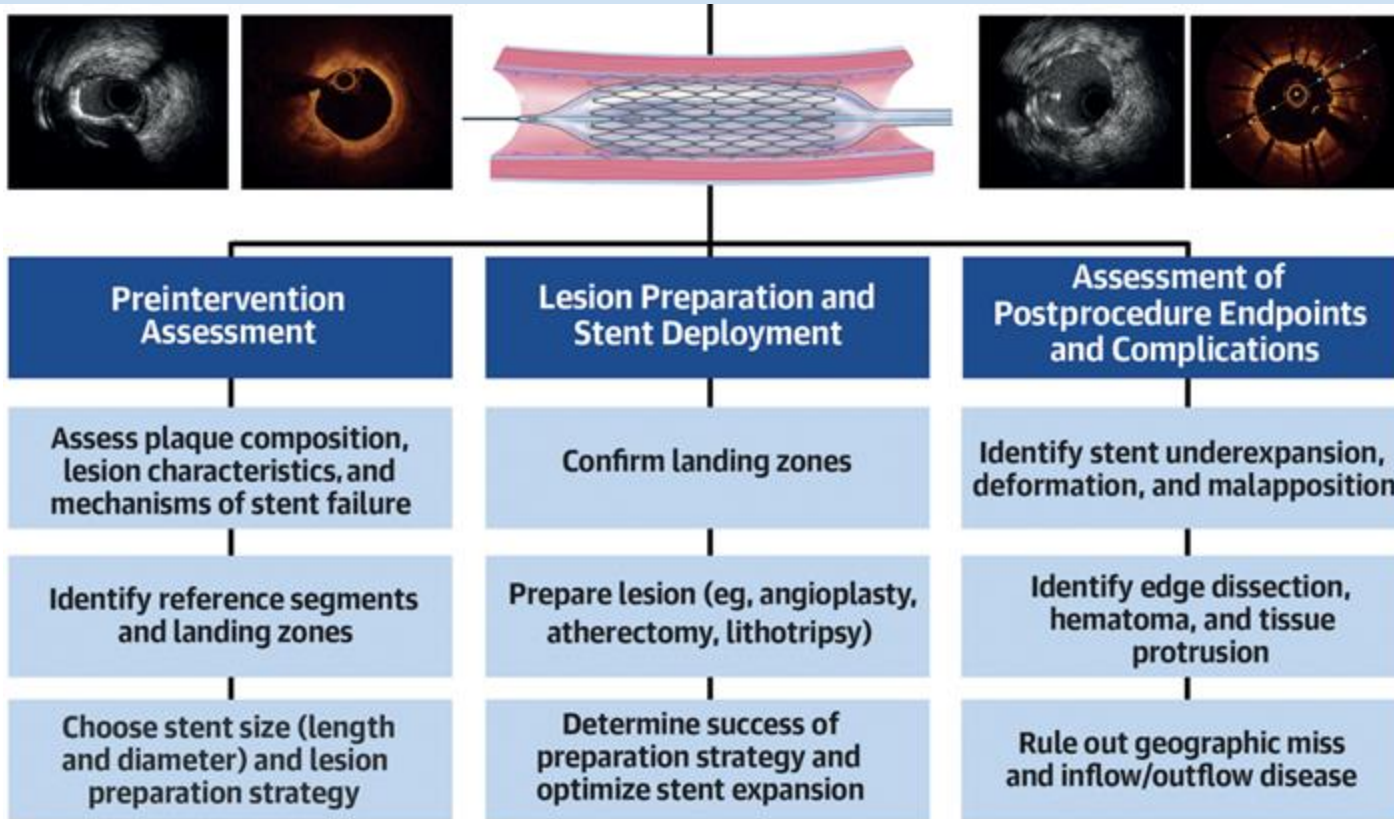 Preintervention
Assessment
Assess plaque composition,
lesion characteristics, and
mechanisms of stent failure
Identify reference segments
and landing zones
Choose stent size (length
and diameter) and lesion
preparation strategy
Lesion Preparation and
Stent Deployment
Confirm landing zones
Prepare lesion (eg, angioplasty,
atherectomy, lithotripsy)
Determine success of
preparation strategy and
optimize stent expansion
Assessment of
Postprocedure Endpoints
and Complications
Identify stent underexpansion,
deformation, and malapposition
Identify edge dissection,
hematoma, and tissue
protrusion
Rule out geographic miss
and inflow/outflow disease